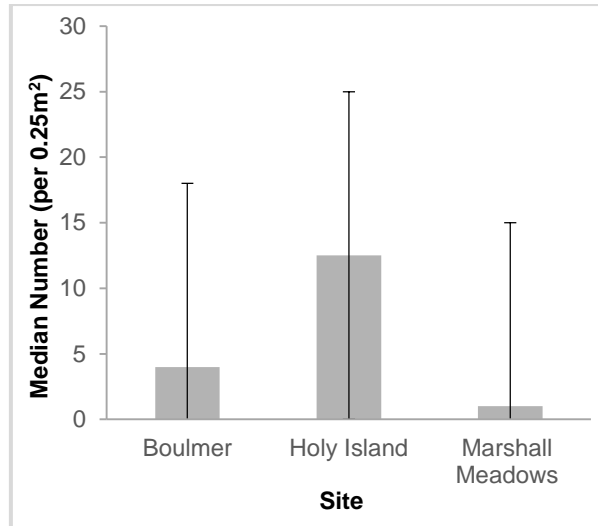 Median Number (per 0.25m²)
30
25
20
15
10
5
0
Boulmer
Holy Island
Marshall
Meadows
Site